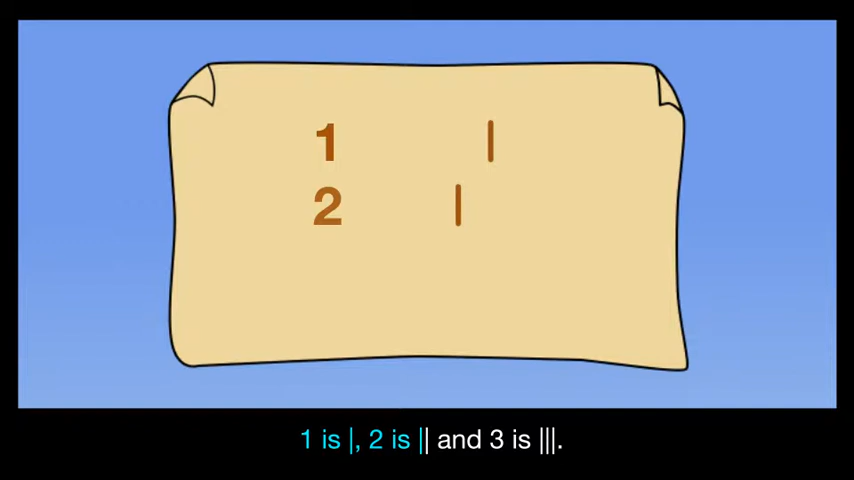 1 |
2 |
1 is |, 2 is || and 3 is |||.